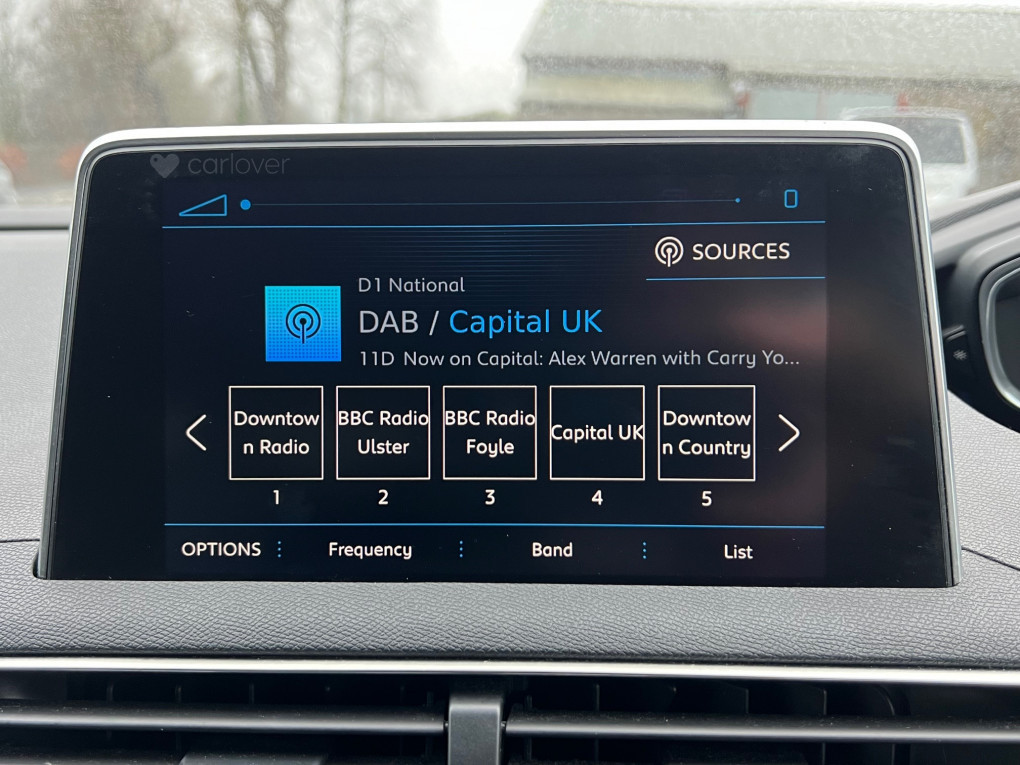 carlover
0
SOURCES
D1 National
DAB / Capital UK
11D Now on Capital: Alex Warren with Carry Yo...
Downtow
n Radio
BBC Radio
Ulster
BBC Radio
Foyle
Capital UK
Downtow
n Country
1
2
3
4
5
OPTIONS
Frequency
Band
List